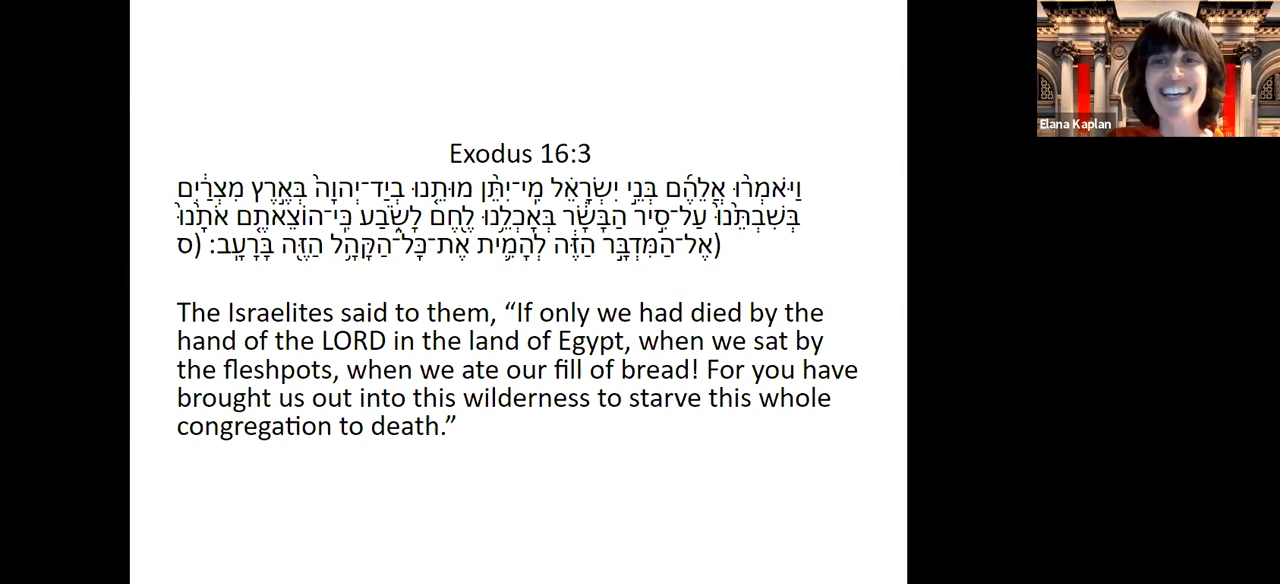 Exodus 16:3
וַיֹּאמְר֨וּ אֲלֵהֶ֜ם בְּנֵ֣י יִשְׂרָאֵ֗ל מִֽי־יִתֵּ֨ן מוּתֵ֤נוּ בְיַד־יְהוָה֙ בְּאֶ֣רֶץ מִצְרַ֔יִם
בְּשִׁבְתֵּ֙נוּ֙ עַל־סִ֣יר הַבָּשָׂ֔ר בְּאָכְלֵ֥נוּ לֶ֖חֶם לָשֹׂ֑בַע כִּֽי־הוֹצֵאתֶ֤ם אֹתָ֙נוּ֙
אֶל־הַמִּדְבָּ֣ר הַזֶּ֔ה לְהָמִ֛ית אֶת־כָּל־הַקָּהָ֥ל הַזֶּ֖ה בָּרָעָֽב׃ (ס)
The Israelites said to them, “If only we had died by the
hand of the LORD in the land of Egypt, when we sat by
the fleshpots, when we ate our fill of bread! For you have
brought us out into this wilderness to starve this whole
congregation to death.”
Elana Kaplan